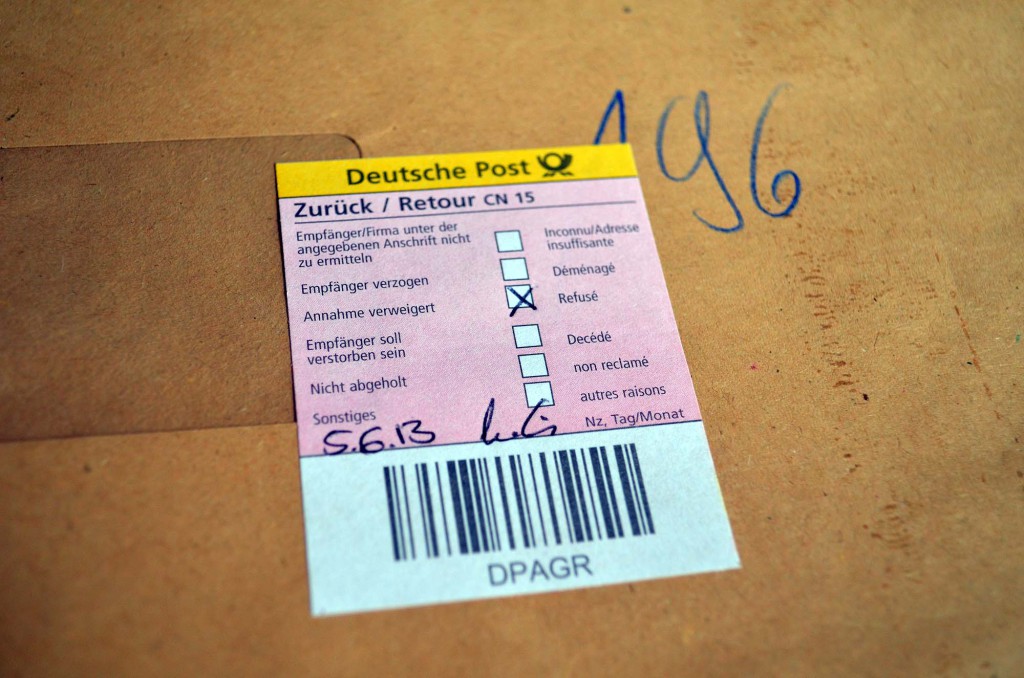 196
Deutsche Post
Zurück / Retour CN 15
Empfänger/Firma unter der
angegebenen Anschrift nicht
zu ermitteln
Inconnu/Adresse
insuffisante
Empfänger verzogen
Déménagé
Annahme verweigert
Refusé
Empfänger soll
verstorben sein
Decédé
Nicht abgeholt
non reclamé
Sonstiges
autres raisons
5.6.13
Nz, Tag/Monat
DPAGR